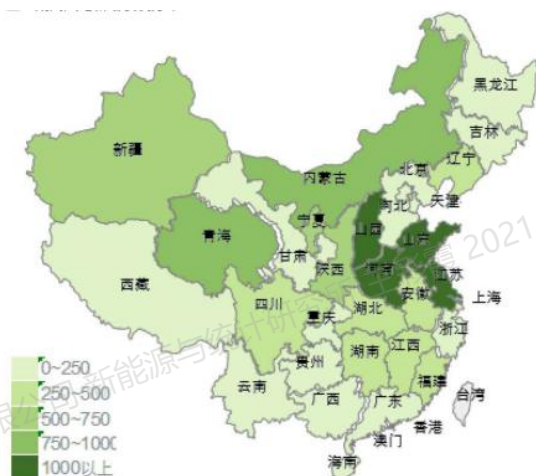 黑龙江
吉林
新疆
辽宁
北京
内蒙古
天津
河北
宁夏
山西
青海
山东
甘肃
陕西
河南
江苏
西藏
安徽
四川
湖北
上海
重庆
浙江
湖南
江西
贵州
福建
云南
台湾
广西
广东
香港
澳门
海南
0~250
250~500
500~750
750~1000
1000以上
限公司 新能源与统计研究
2021